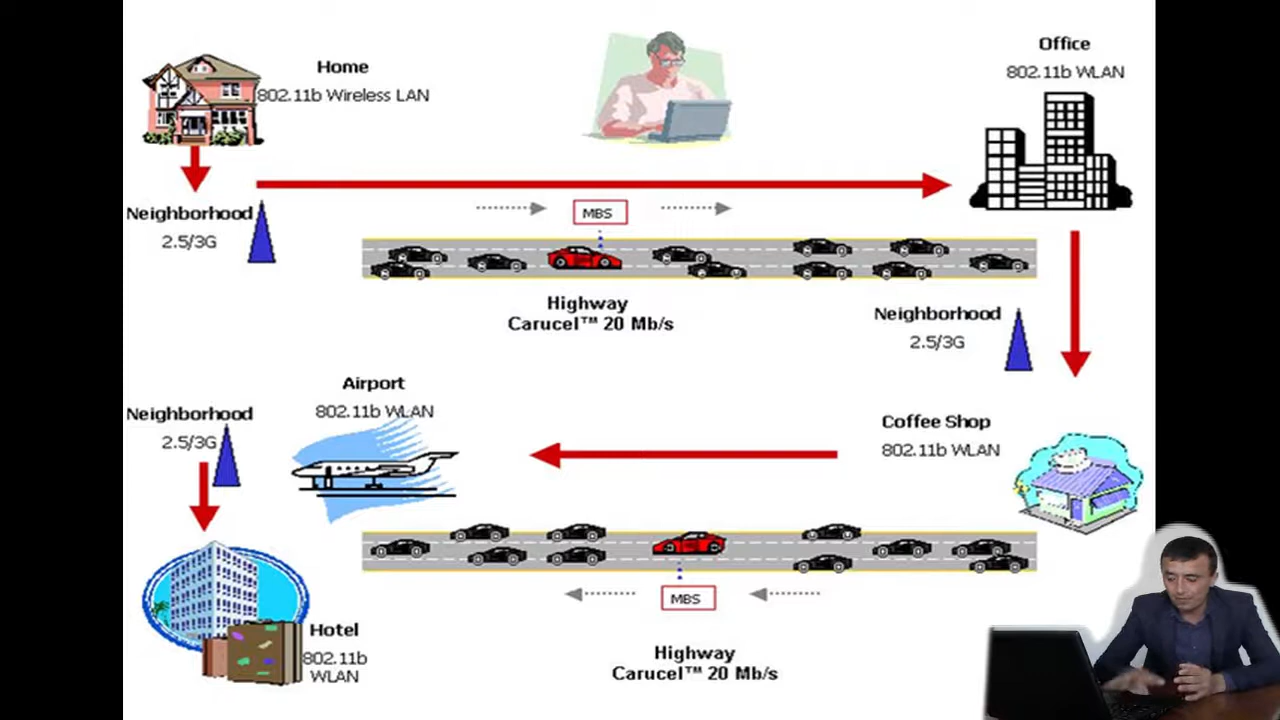 Home
802.11b Wireless LAN
Office
802.11b WLAN
Neighborhood
2.5/3G
MBS
Highway
Carucel™ 20 Mb/s
Neighborhood
2.5/3G
Airport
802.11b WLAN
Neighborhood
2.5/3G
Coffee Shop
802.11b WLAN
MBS
Hotel
802.11b
WLAN
Highway
Carucel™ 20 Mb/s